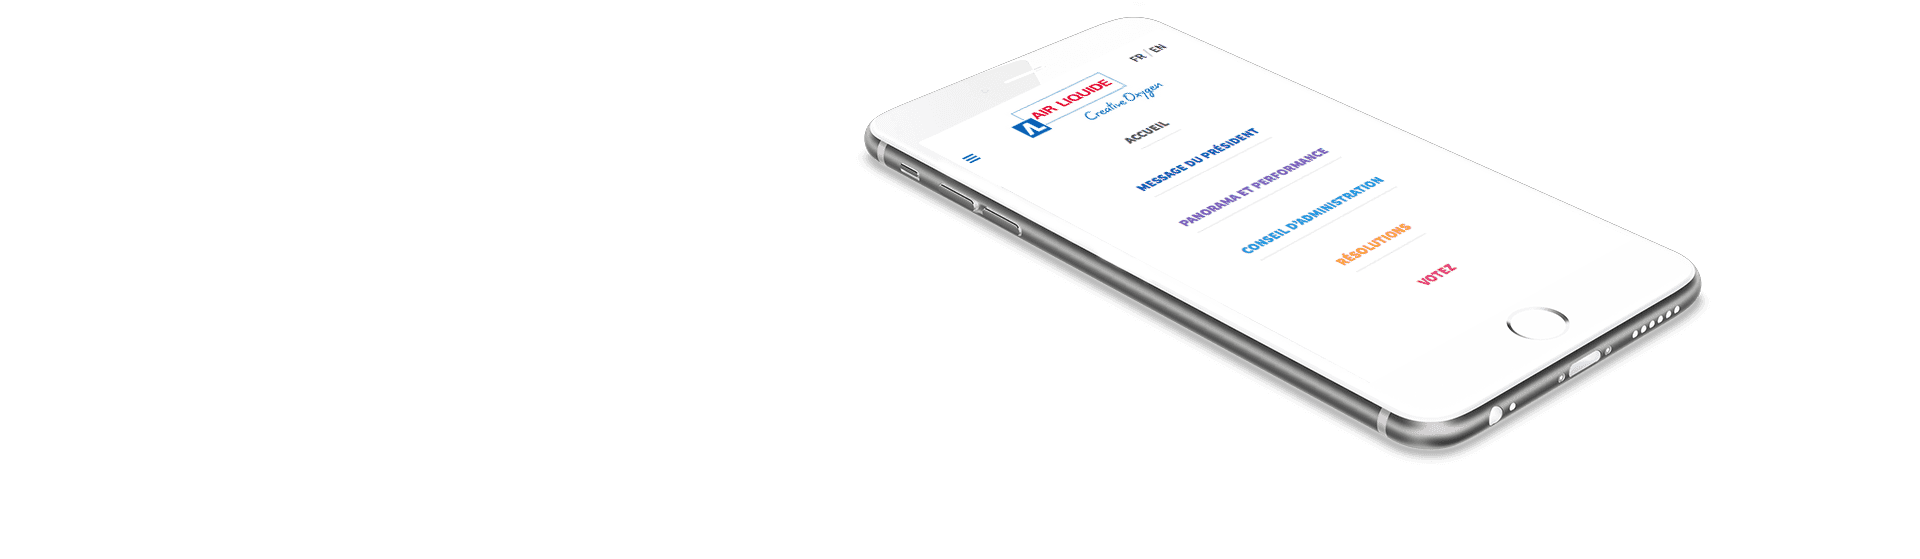 FR / EN
AIR LIQUIDE
Creative Oxygen
ACCUEIL
MESSAGE DU PRÉSIDENT
PANORAMA ET PERFORMANCE
CONSEIL D'ADMINISTRATION
RÉSOLUTIONS
VOTEZ